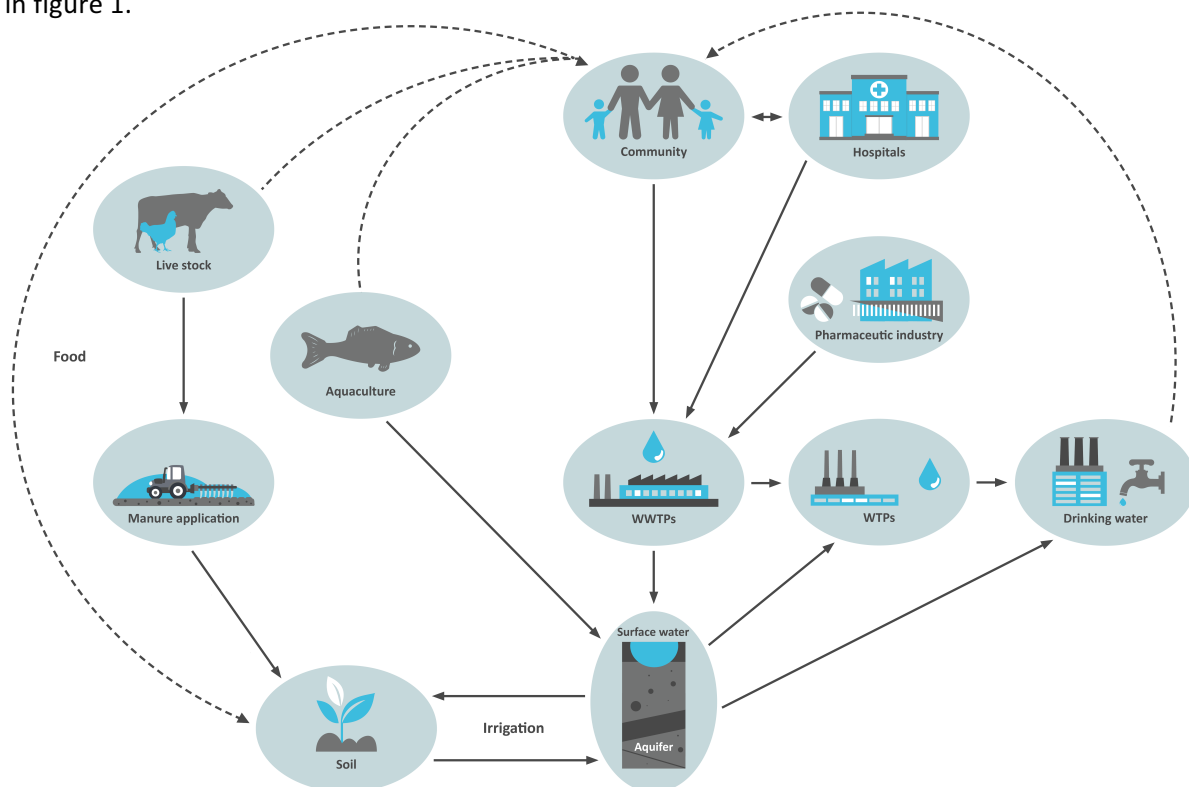 in figure 1.
Community
Hospitals
Live stock
Pharmaceutic industry
Food
Aquaculture
Manure application
WWTPs
WTPs
Drinking water
Surface water
Irrigation
Aquifer
Soil